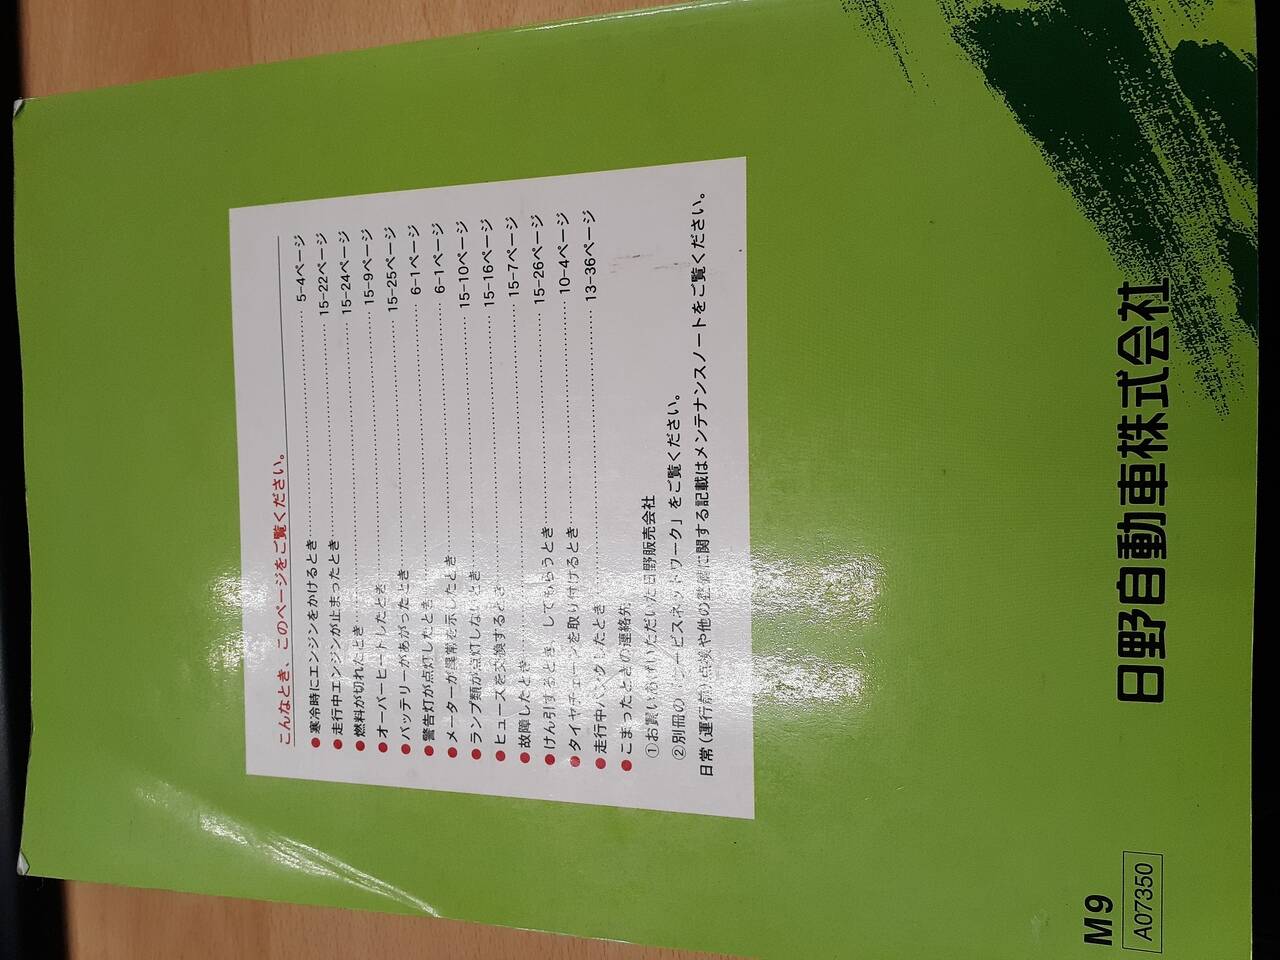 こんなとき、このページをご覧ください。
●寒冷時にエンジンをかけるとき 5-4ページ
●走行中エンジンが止まったとき 15-22ページ
●燃料が切れたとき 15-24ページ
●オーバーヒートしたとき 15-9ページ
●バッテリーがあがったとき 15-25ページ
●警告灯が点灯したとき 6-1ページ
●メーターが異常を示したとき 6-1ページ
●ランプ類が点灯しないとき 15-10ページ
●ヒューズを交換するとき 15-16ページ
●故障したとき 15-7ページ
●けん引するとき、してもらうとき 15-26ページ
●タイヤチェーンを取り付けるとき 10-4ページ
●走行中パンクしたとき 13-36ページ
●こまったときの連絡先
①お買いあげいただいた日野販売会社
②別冊の「サービスネットワーク」をご覧ください。
日常(運行前)点検や他の整備に関する記載はメンテナンスノートをご覧ください。
日野自動車株式会社
M9
A07350